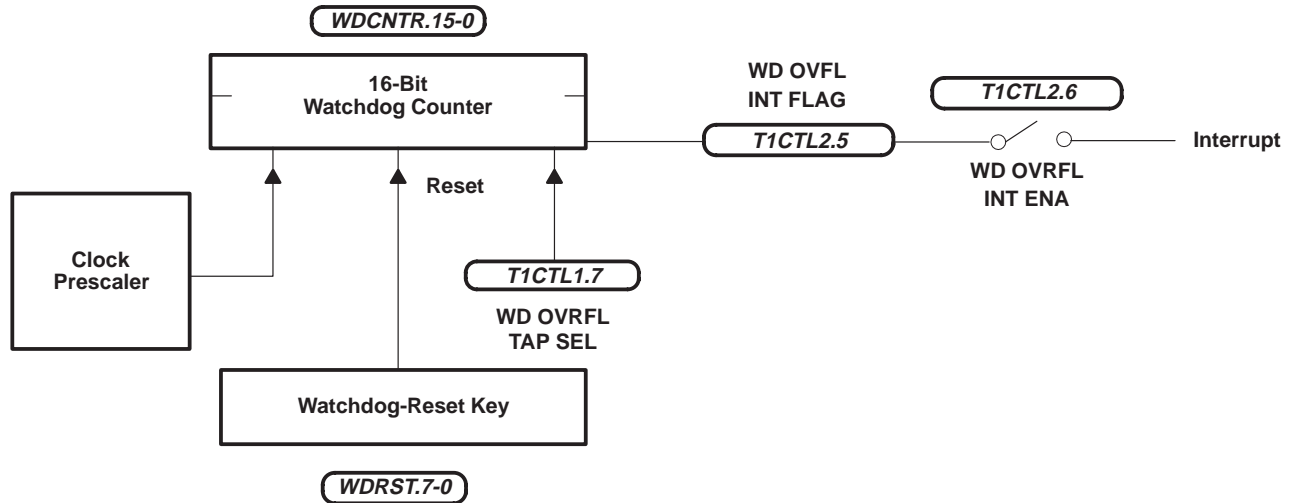 WDCNTR.15-0
16-Bit
Watchdog Counter
WD OVFL
INT FLAG
T1CTL2.5
T1CTL2.6
WD OVRFL
INT ENA
Interrupt
Reset
Clock
Prescaler
T1CTL1.7
WD OVRFL
TAP SEL
Watchdog-Reset Key
WDRST.7-0